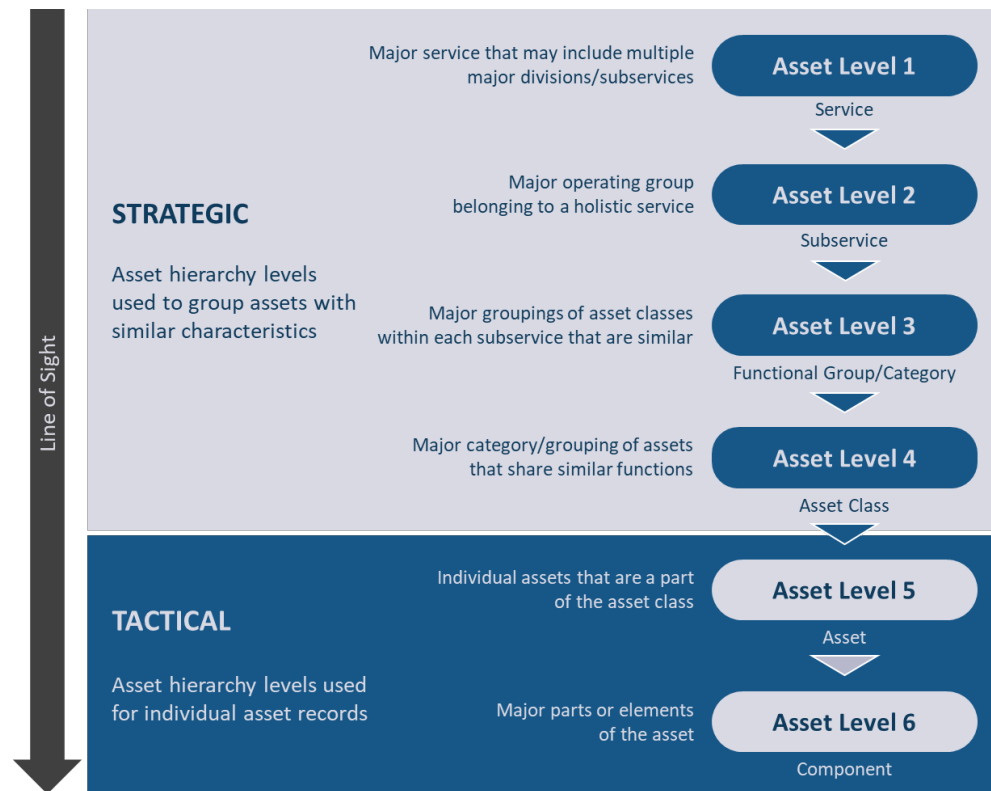 Line of Sight
STRATEGIC
Asset hierarchy levels
used to group assets with
similar characteristics
Major service that may include multiple
major divisions/subservices
Asset Level 1
Service
Major operating group
belonging to a holistic service
Asset Level 2
Subservice
Major groupings of asset classes
within each subservice that are similar
Asset Level 3
Functional Group/Category
Major category/grouping of assets
that share similar functions
Asset Level 4
Asset Class
TACTICAL
Asset hierarchy levels used
for individual asset records
Individual assets that are a part
of the asset class
Asset Level 5
Asset
Major parts or elements
of the asset
Asset Level 6
Component